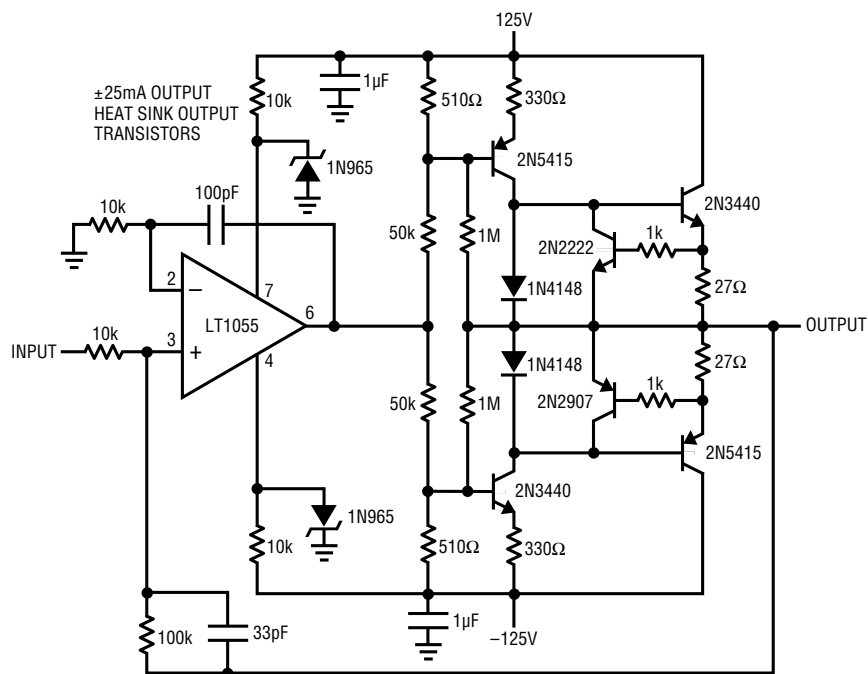 125V
±25mA OUTPUT
HEAT SINK OUTPUT
TRANSISTORS
10k
1µF
510Ω
330Ω
1N965
2N5415
100pF
10k
2N3440
50k
1M
2N2222
1k
2
7
1N4148
27Ω
−
LT1055
6
OUTPUT
10k
3
INPUT
+
4
1N4148
27Ω
50k
1M
2N2907
1k
2N5415
2N3440
1N965
10k
510Ω
330Ω
1µF
–125V
100k
33pF